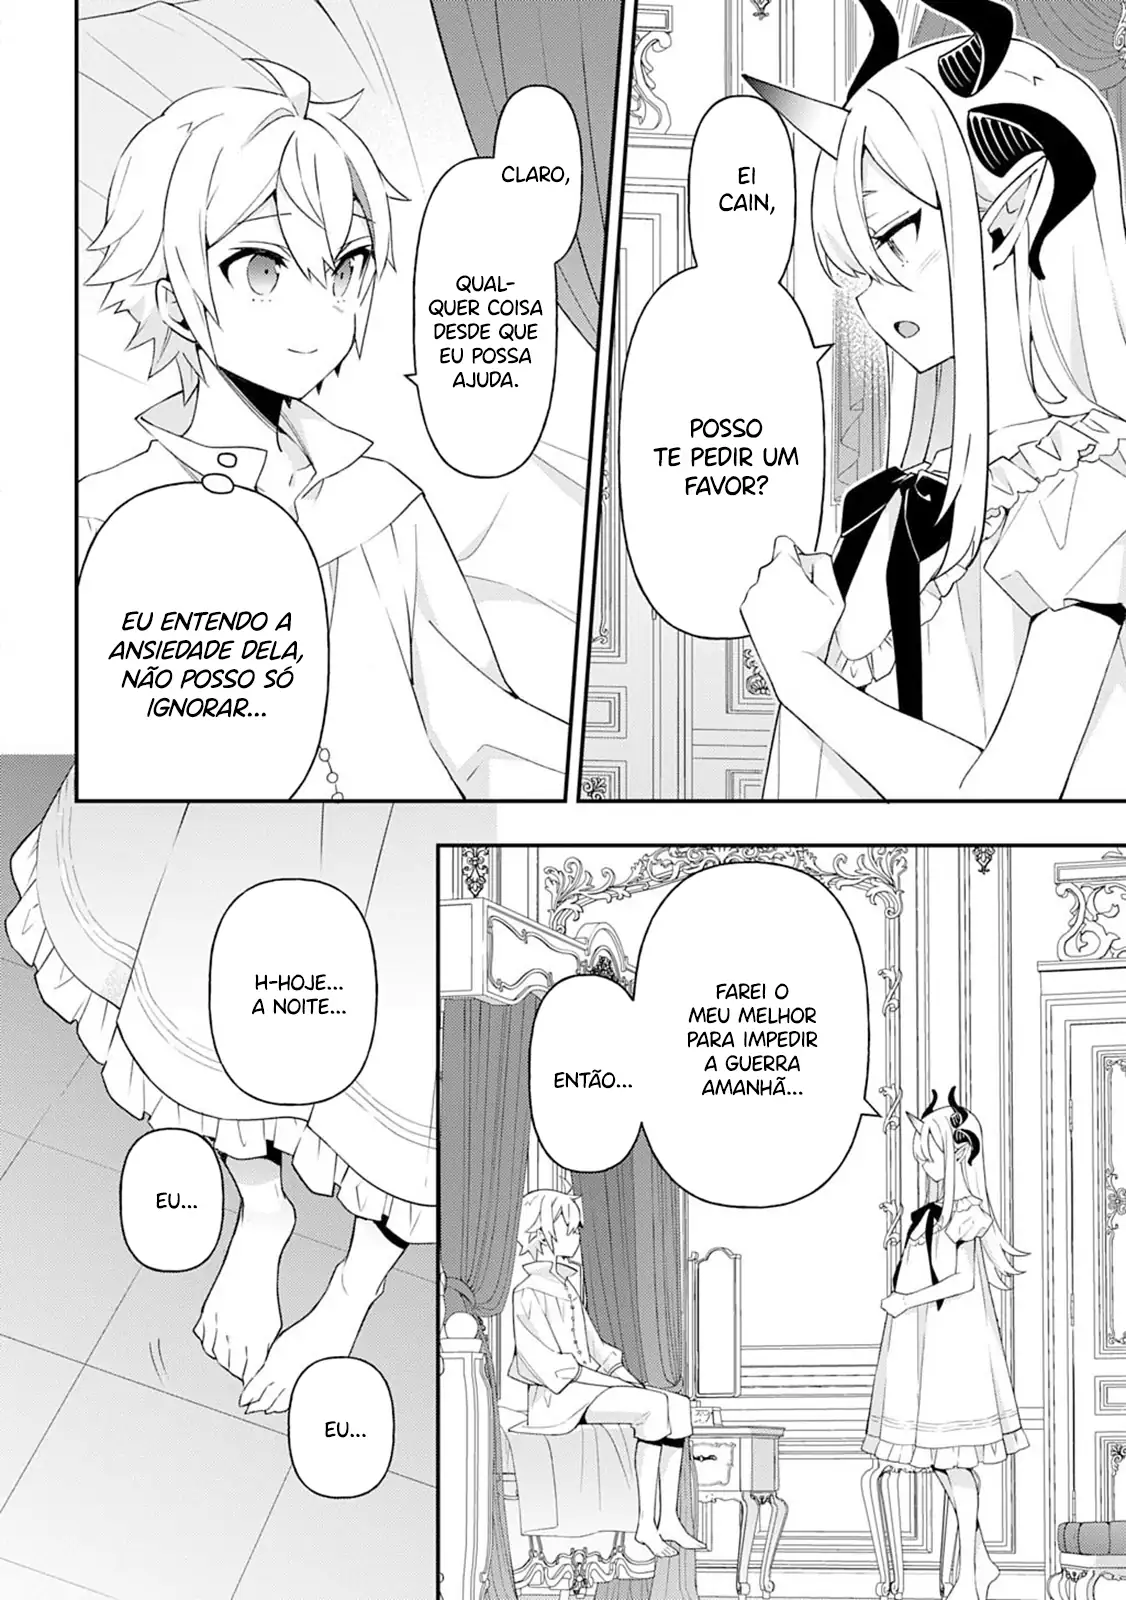 EI
CAIN,
POSSO
TE PEDIR UM
FAVOR?
CLARO,
QUAL-
QUER COISA
DESDE QUE
EU POSSA
AJUDA.
EU ENTENDO A
ANSIEDADE DELA,
NÃO POSSO SÓ
IGNORAR...
FAREI O
MEU MELHOR
PARA IMPEDIR
A GUERRA
AMANHÃ...
ENTÃO...
H-HOJE...
A NOITE...
EU...
EU...